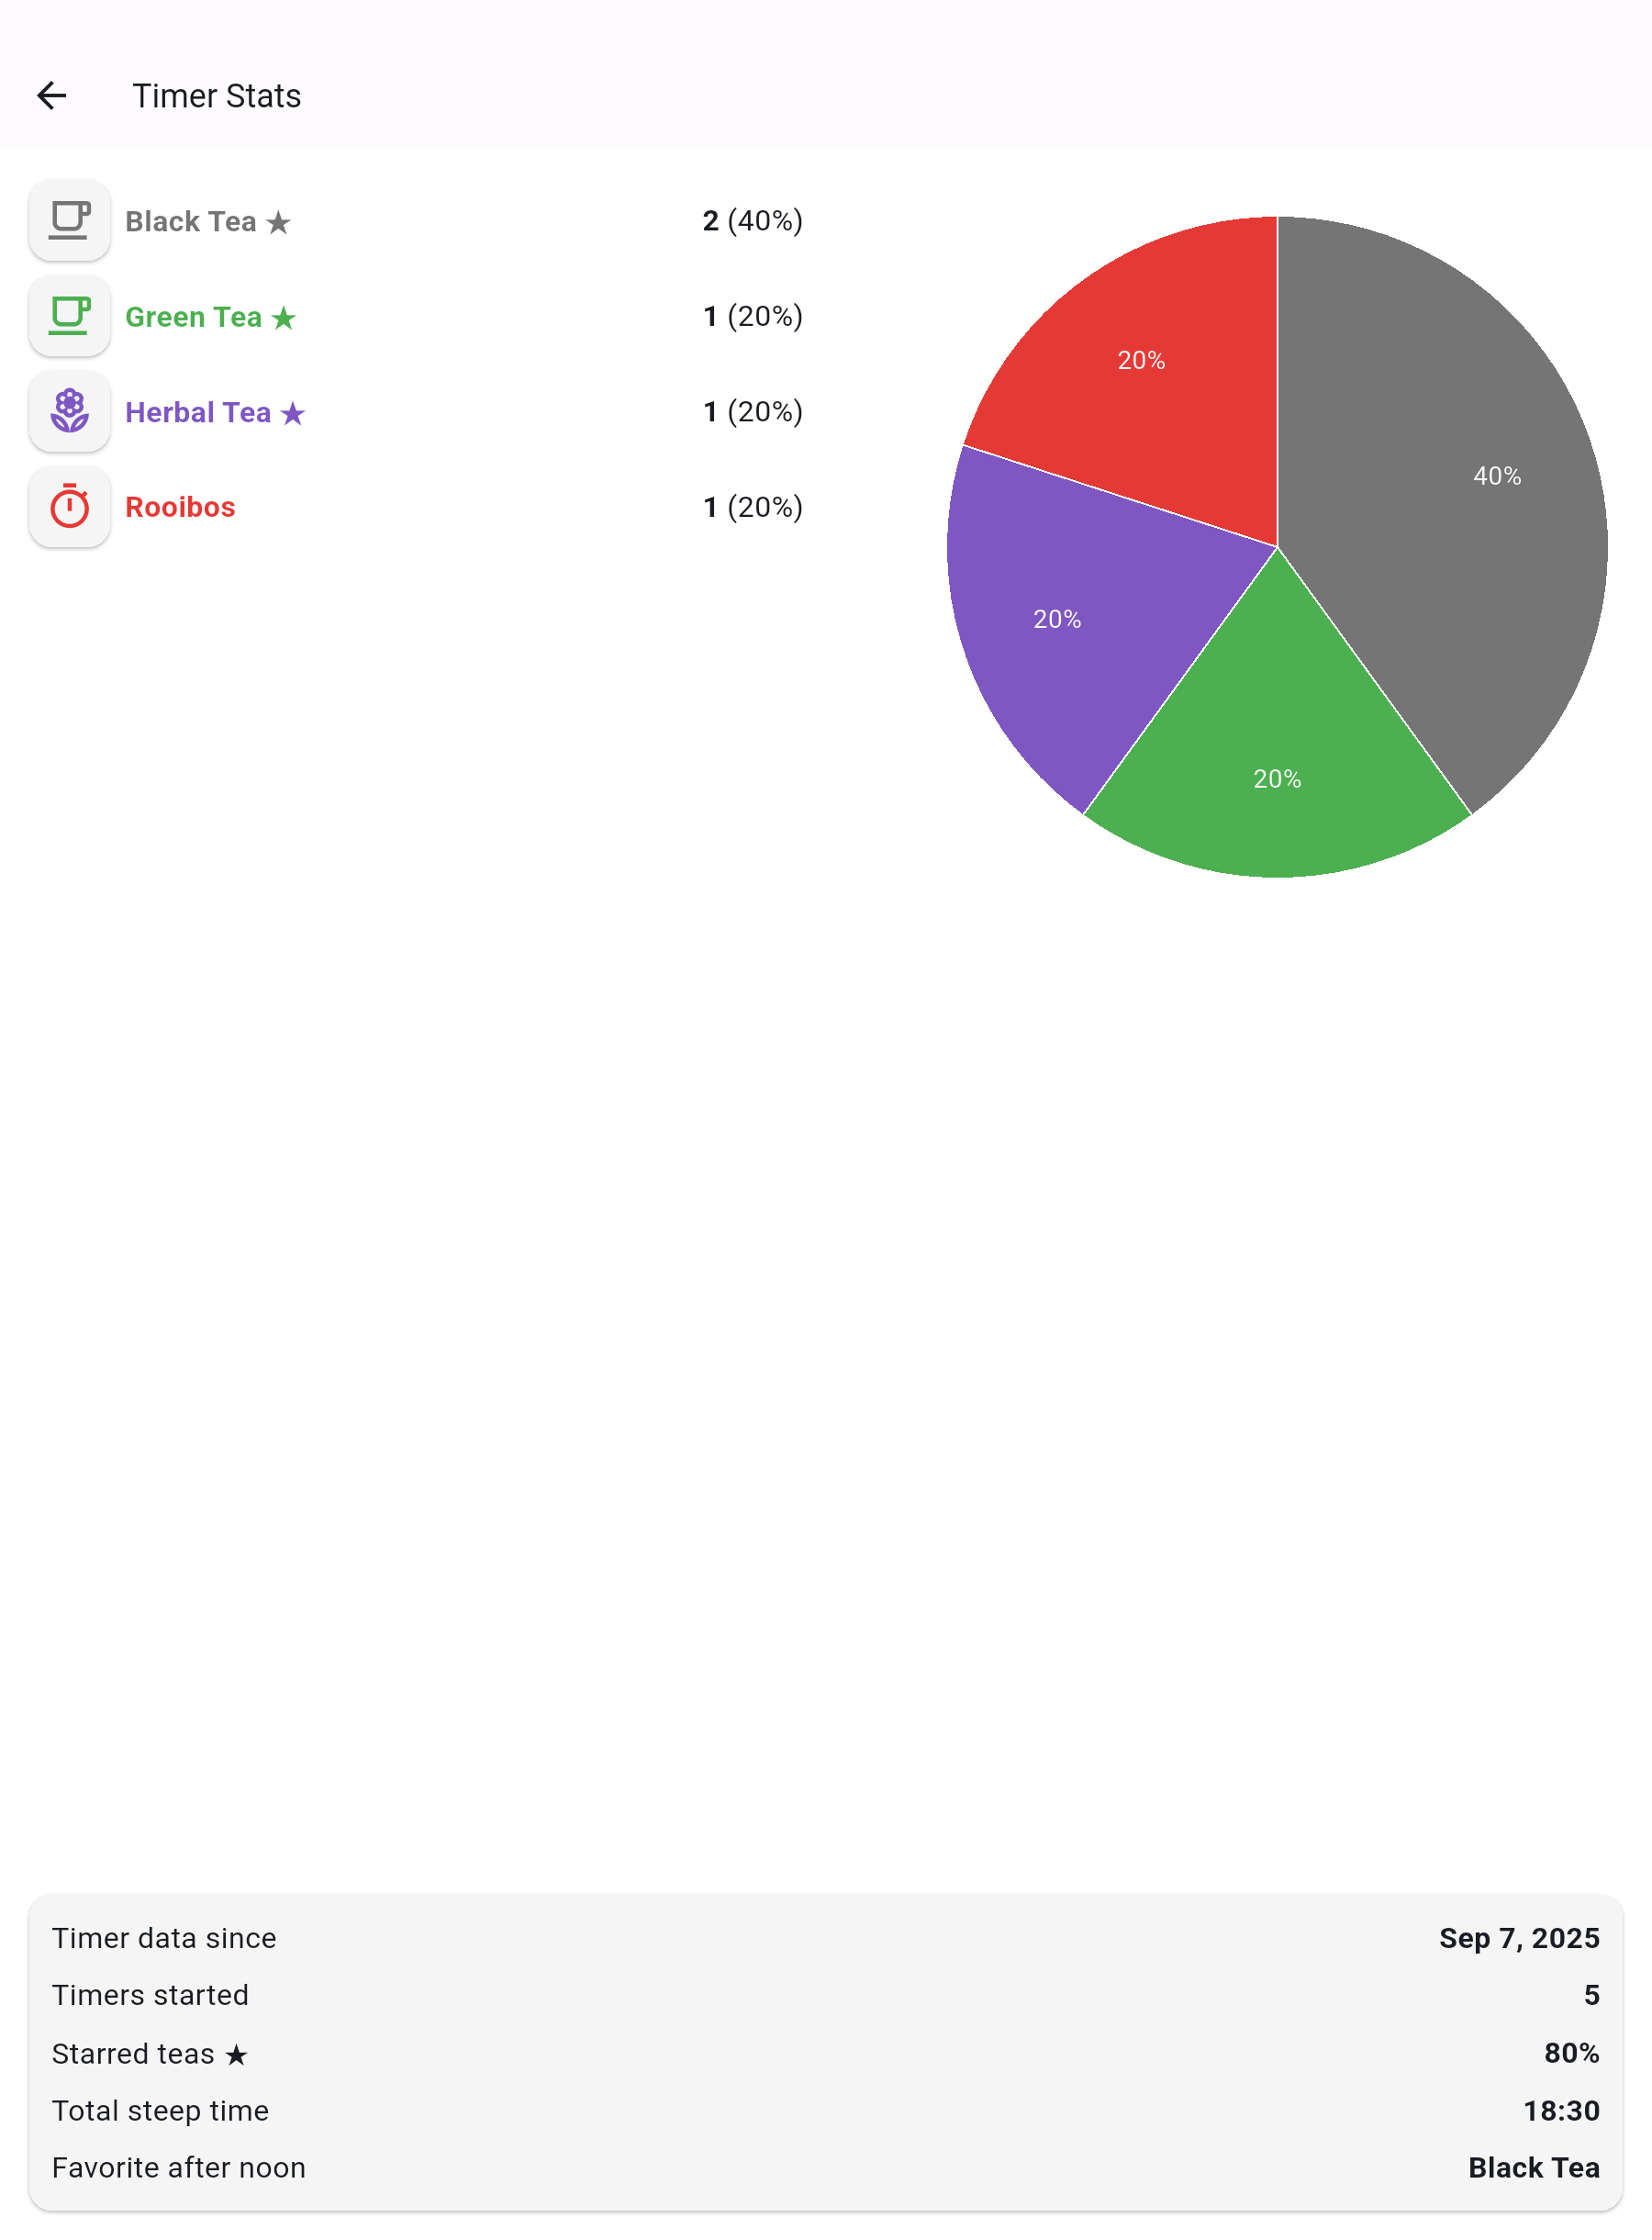 Timer Stats
Black Tea ★ 2 (40%)
Green Tea ★ 1 (20%)
Herbal Tea ★ 1 (20%)
Rooibos 1 (20%)
20%
40%
20%
20%
Timer data since Sep 7, 2025
Timers started 5
Starred teas ★ 80%
Total steep time 18:30
Favorite after noon Black Tea